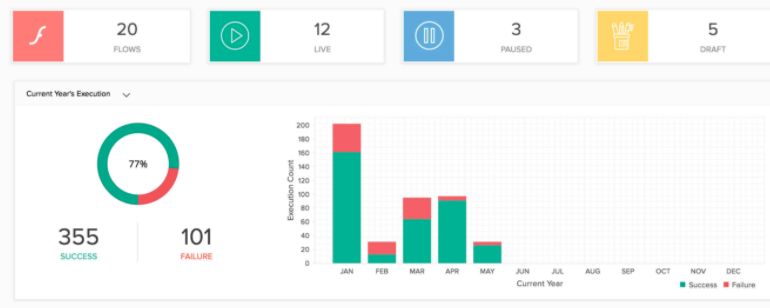 20
FLOWS
12
LIVE
3
PAUSED
5
DRAFT
Current Year's Execution
77%
355
SUCCESS
101
FAILURE
Execution Count
200
180
160
140
120
100
80
60
40
20
0
JAN FEB MAR APR MAY JUN JUL AUG SEP OCT NOV DEC
Current Year
Success Failure